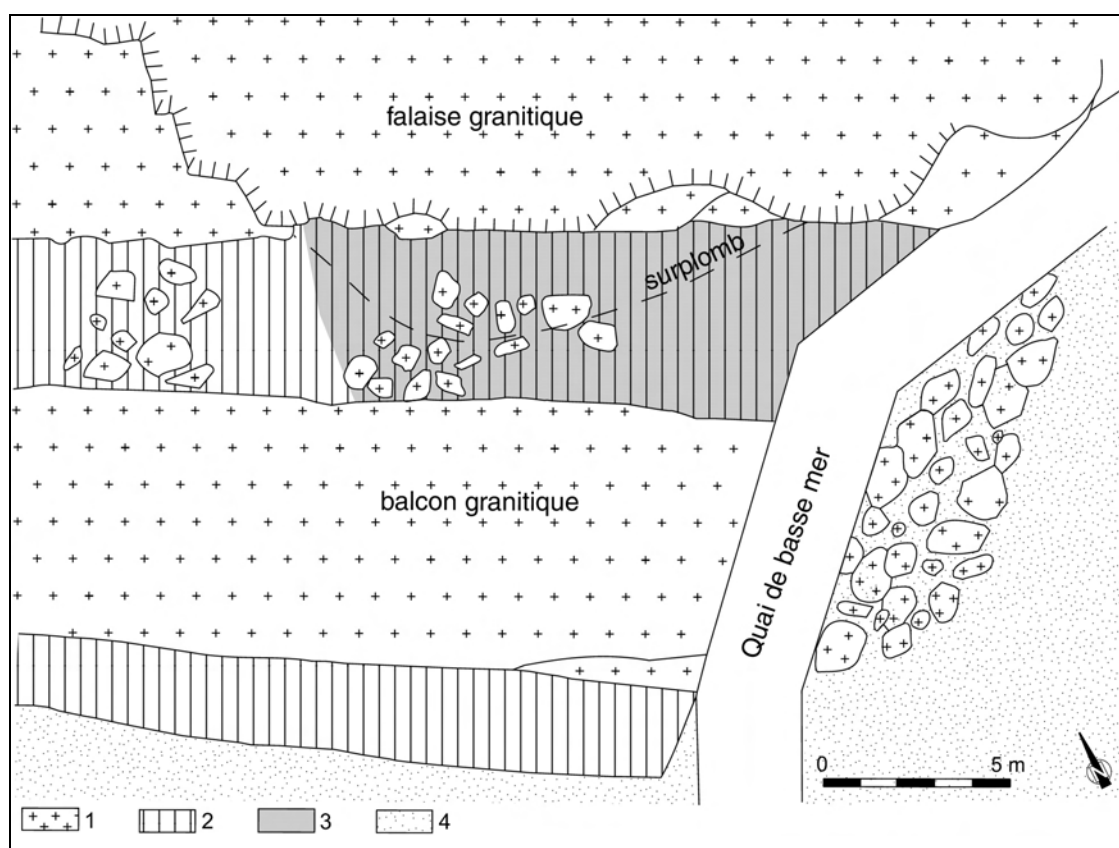 falaise granitique
surplomb
balcon granitique
Quai de basse mer
0 5 m
N
1 2 3 4